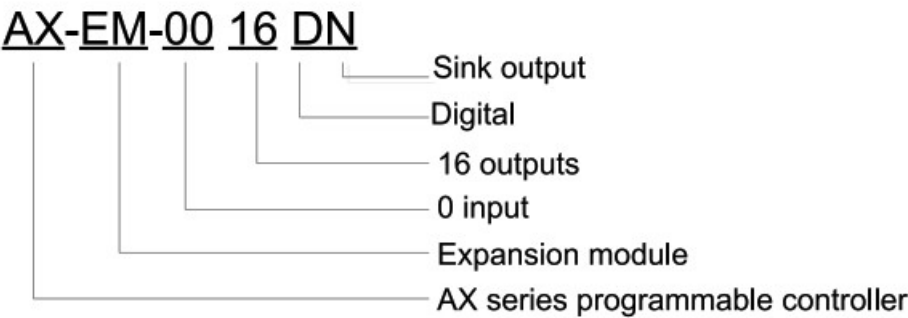 AX-EM-00 16 DN
Sink output
Digital
16 outputs
0 input
Expansion module
AX series programmable controller